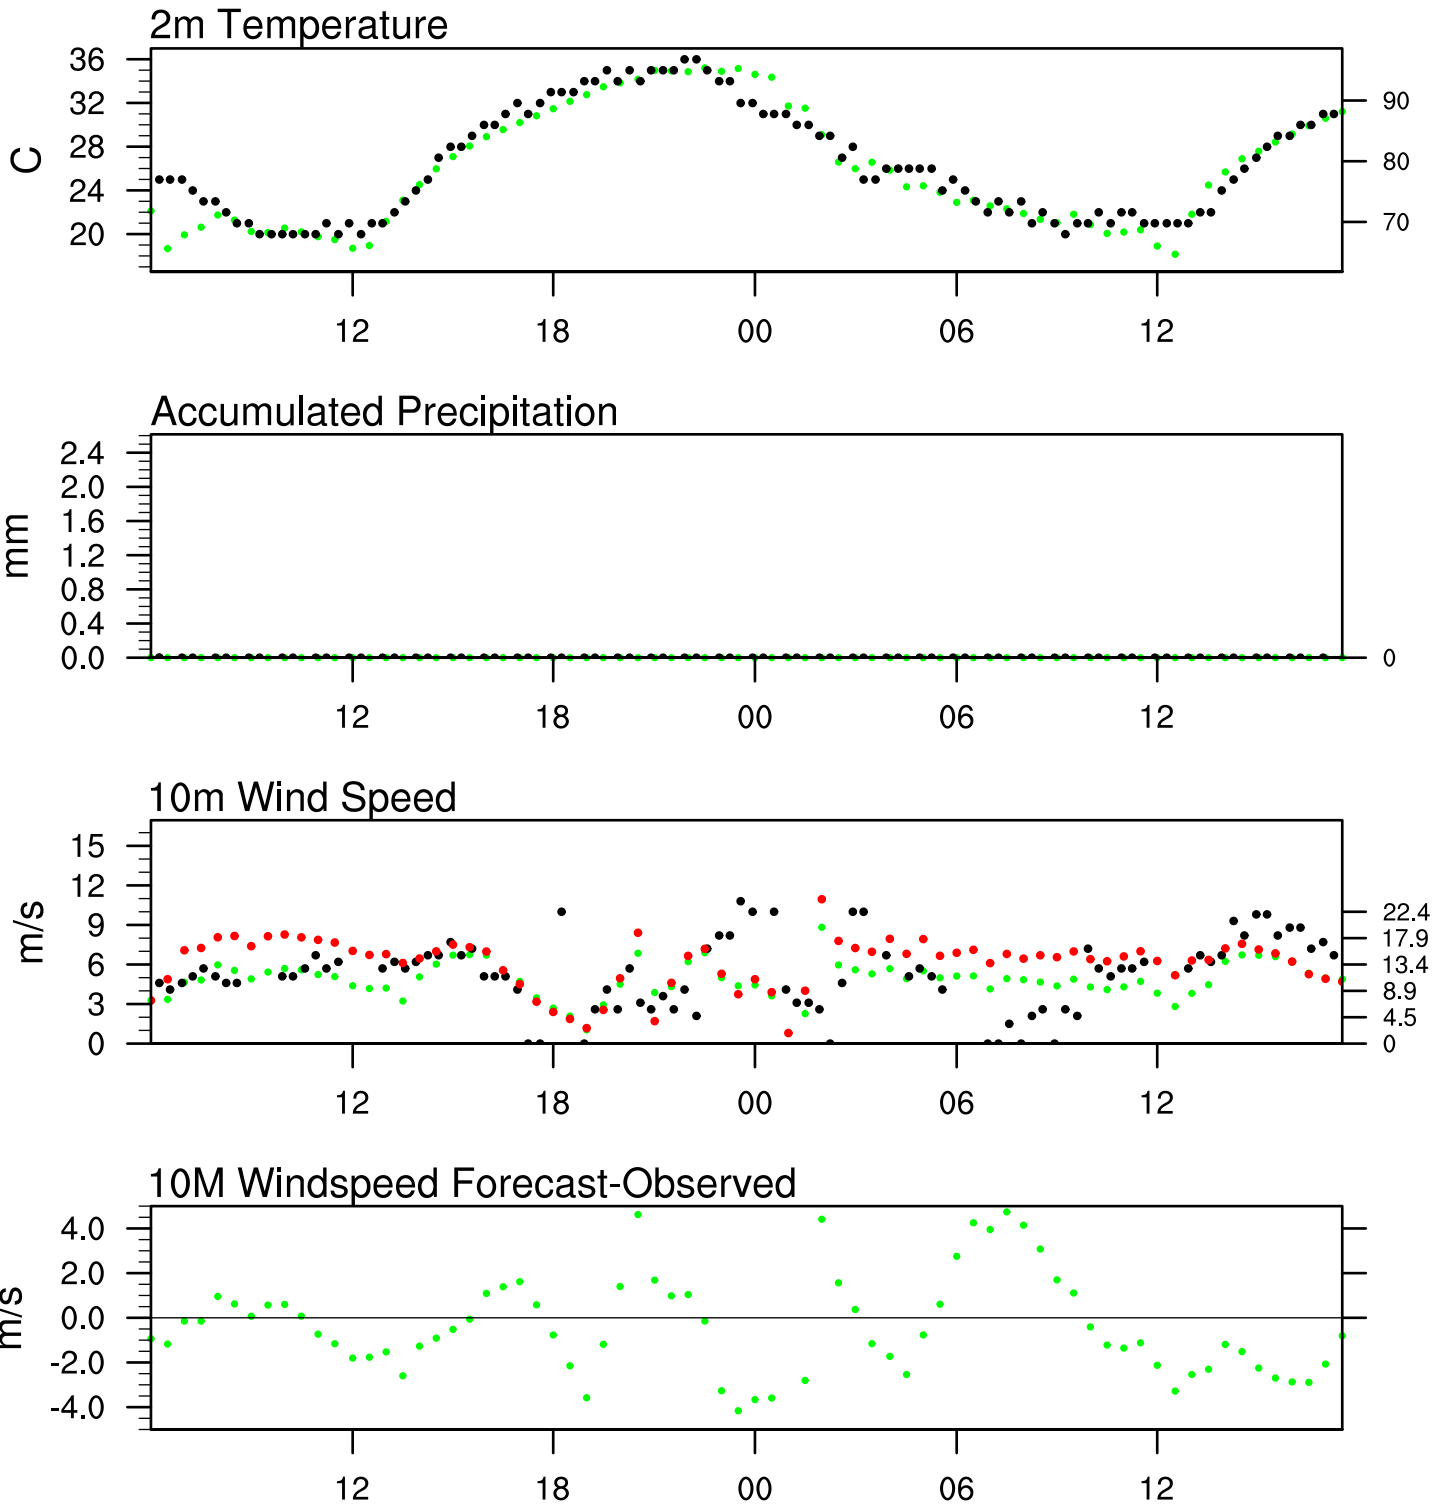 2m Temperature
36
32
28
24
20
C
90
80
70
12 18 00 06 12
Accumulated Precipitation
2.4
2.0
1.6
1.2
0.8
0.4
0.0
mm
0
12 18 00 06 12
10m Wind Speed
15
12
9
6
3
0
m/s
22.4
17.9
13.4
8.9
4.5
0
12 18 00 06 12
10M Windspeed Forecast-Observed
4.0
2.0
0.0
-2.0
-4.0
m/s
12 18 00 06 12